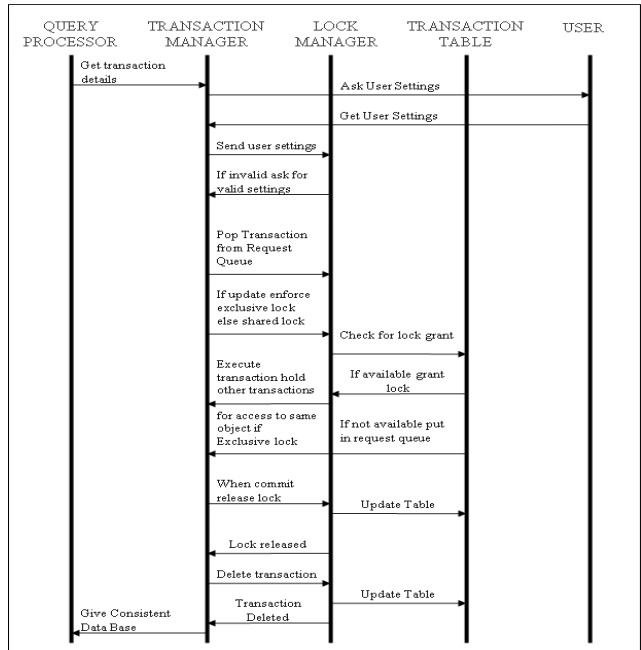 QUERY PROCESSOR
TRANSACTION MANAGER
LOCK MANAGER
TRANSACTION TABLE
USER
Get transaction
details
Ask User Settings
Get User Settings
Send user settings
If invalid ask for
valid settings
Pop Transaction
from Request
Queue
If update enforce
exclusive lock
else shared lock
Check for lock grant
Execute
transaction hold
other transactions
If available grant
lock
for access to same
object if
Exclusive lock
If not available put
in request queue
When commit
release lock
Update Table
Lock released
Delete transaction
Update Table
Transaction
Deleted
Give Consistent
Data Base